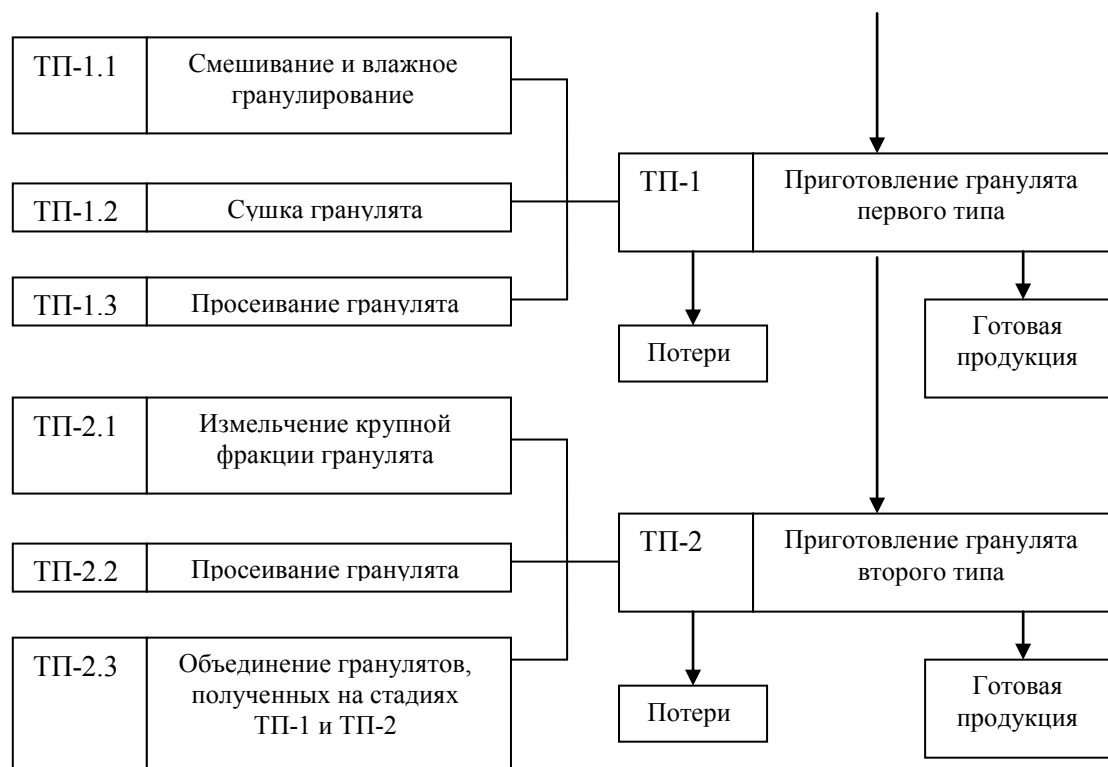 ТП-1.1
Смешивание и влажное
гранулирование
ТП-1.2
Сушка гранулята
ТП-1.3
Просеивание гранулята
ТП-1
Приготовление гранулята
первого типа
Потери
Готовая
продукция
ТП-2.1
Измельчение крупной
фракции гранулята
ТП-2.2
Просеивание гранулята
ТП-2.3
Объединение гранулятов,
полученных на стадиях
ТП-1 и ТП-2
ТП-2
Приготовление гранулята
второго типа
Потери
Готовая
продукция